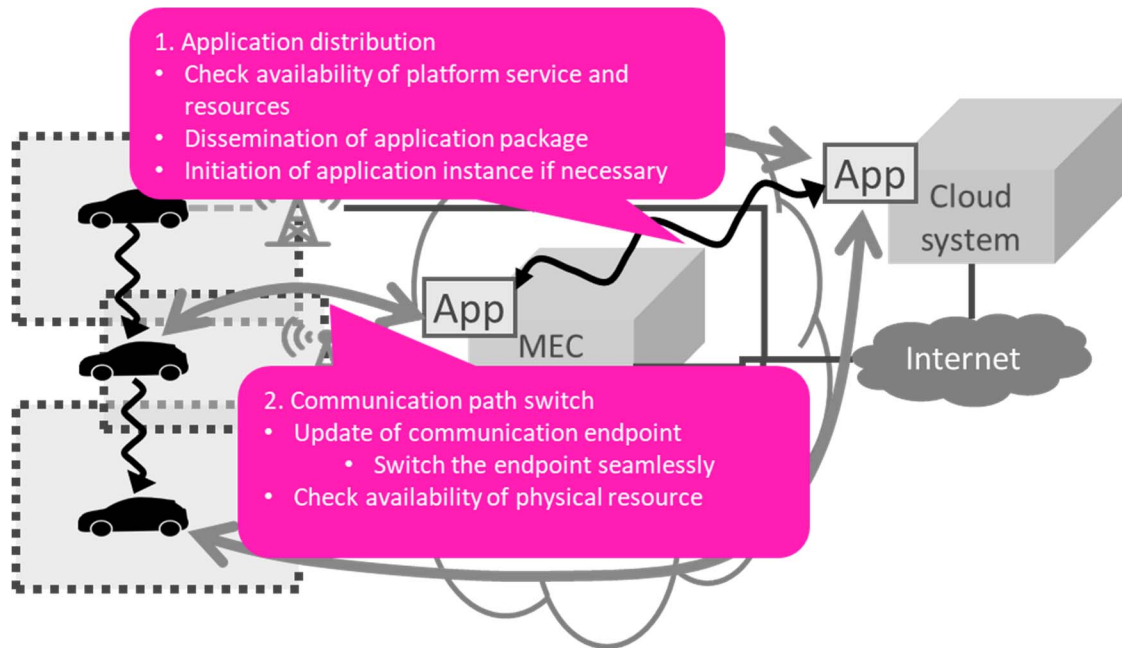 1. Application distribution
• Check availability of platform service and
resources
• Dissemination of application package
• Initiation of application instance if necessary
App
Cloud
system
App
MEC
Internet
2. Communication path switch
• Update of communication endpoint
• Switch the endpoint seamlessly
• Check availability of physical resource